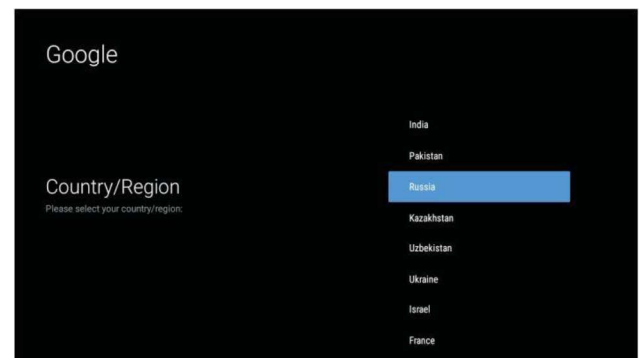 Google
Country/Region
Please select your country/region:
India
Pakistan
Russia
Kazakhstan
Uzbekistan
Ukraine
Israel
France